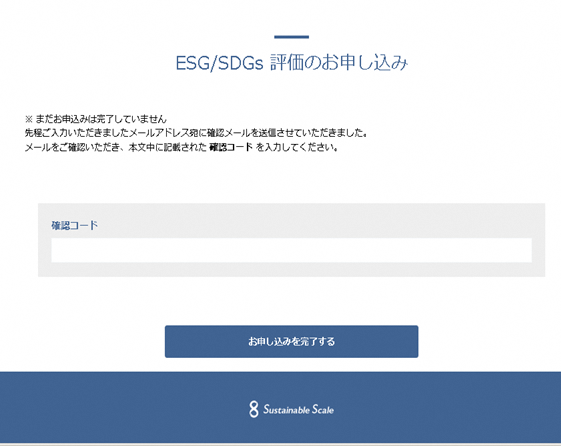 ESG/SDGs 評価のお申し込み
※ まだお申込みは完了していません
先程ご入力いただきましたメールアドレス宛に確認メールを送信させていただきました。
メールをご確認いただき、本文中に記載された 確認コード を入力してください。
確認コード
お申し込みを完了する
Sustainable Scale